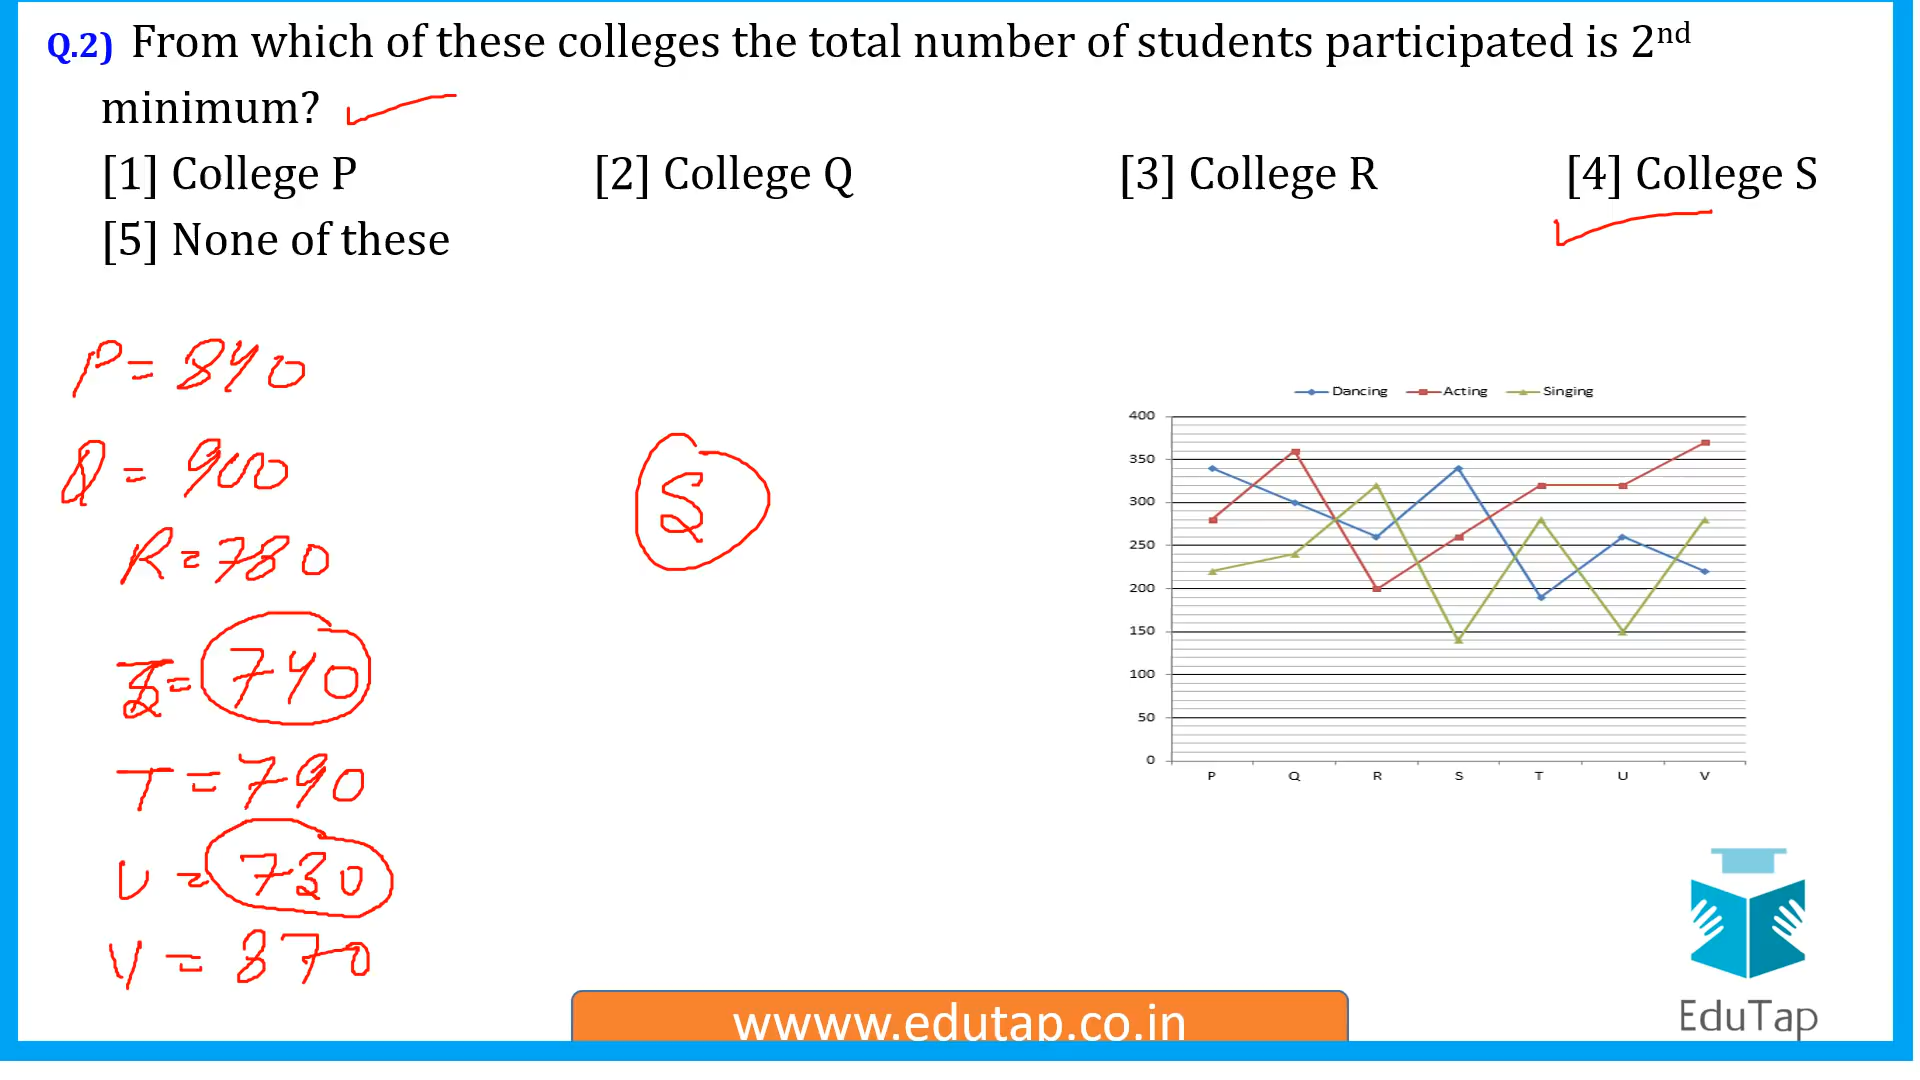 Q.2) From which of these colleges the total number of students participated is 2nd
minimum?
[1] College P [2] College Q [3] College R [4] College S
[5] None of these
P = 840
Q = 900
R = 780
S = 740
T = 790
U = 730
V = 870
S
Dancing Acting Singing
400
350
300
250
200
150
100
50
0
P Q R S T U V
EduTap
wwww.edutap.co.in